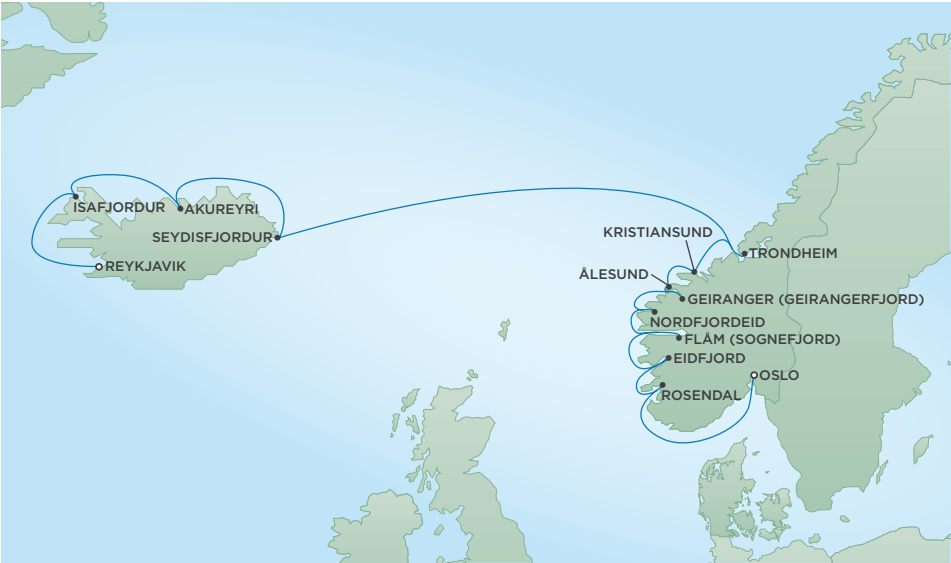 ISAFJORDUR
AKUREYRI
SEYDISFJORDUR
REYKJAVIK
KRISTIANSUND
TRONDHEIM
ÅLESUND
GEIRANGER (GEIRANGERFJORD)
NORDFJORDEID
FLÅM (SOGNEFJORD)
EIDFJORD
OSLO
ROSENDAL